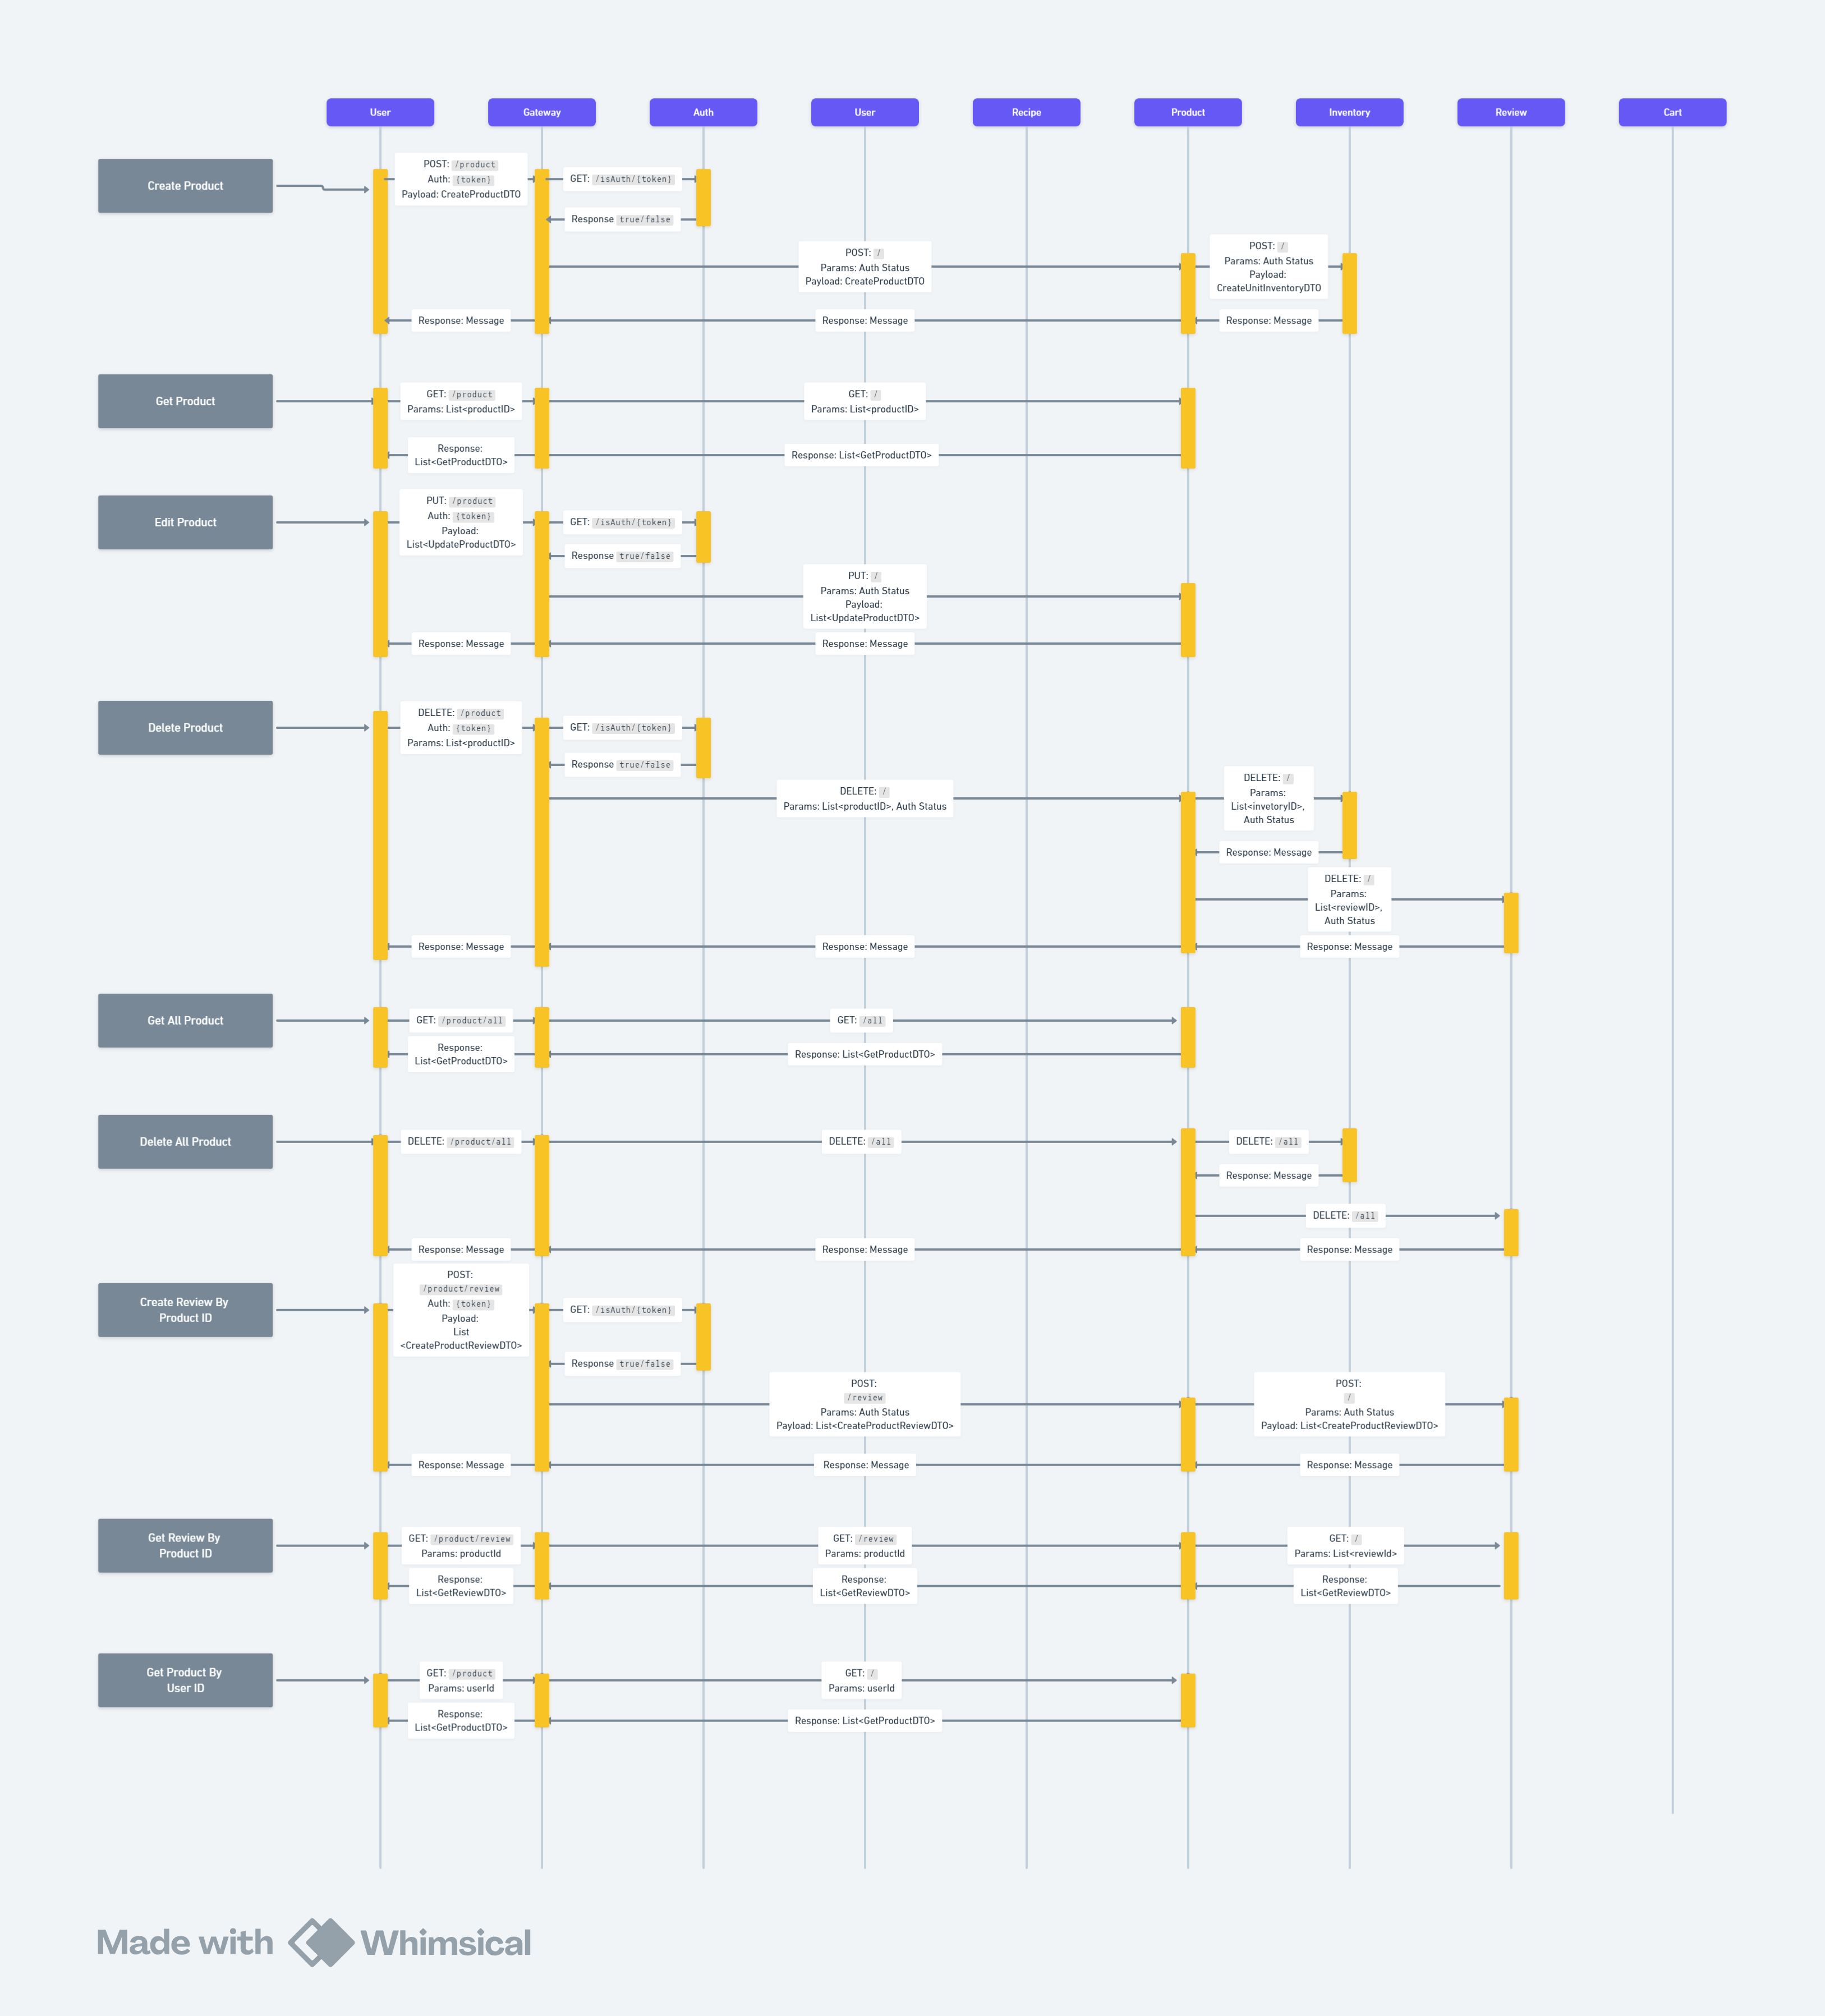 User
Gateway
Auth
User
Recipe
Product
Inventory
Review
Cart
Create Product
POST: /product
Auth: {token}
Payload: CreateProductDTO
GET: /isAuth/{token}
Response true/false
POST: /
Params: Auth Status
Payload: CreateProductDTO
POST: /
Params: Auth Status
Payload:
CreateUnitInventoryDTO
Response: Message
Response: Message
Response: Message
Get Product
GET: /product
Params: List<productID>
GET: /
Params: List<productID>
Response:
List<GetProductDTO>
Response: List<GetProductDTO>
Edit Product
PUT: /product
Auth: {token}
Payload:
List<UpdateProductDTO>
GET: /isAuth/{token}
Response true/false
PUT: /
Params: Auth Status
Payload:
List<UpdateProductDTO>
Response: Message
Response: Message
Delete Product
DELETE: /product
Auth: {token}
Params: List<productID>
GET: /isAuth/{token}
Response true/false
DELETE: /
Params: List<productID>, Auth Status
DELETE: /
Params:
List<invetoryID>,
Auth Status
Response: Message
DELETE: /
Params:
List<reviewID>,
Auth Status
Response: Message
Response: Message
Response: Message
Get All Product
GET: /product/all
GET: /all
Response:
List<GetProductDTO>
Response: List<GetProductDTO>
Delete All Product
DELETE: /product/all
DELETE: /all
DELETE: /all
Response: Message
DELETE: /all
Response: Message
Response: Message
Response: Message
Create Review By
Product ID
POST:
/product/review
Auth: {token}
Payload:
List
<CreateProductReviewDTO>
GET: /isAuth/{token}
Response true/false
POST:
/review
Params: Auth Status
Payload: List<CreateProductReviewDTO>
POST:
/
Params: Auth Status
Payload: List<CreateProductReviewDTO>
Response: Message
Response: Message
Response: Message
Get Review By
Product ID
GET: /product/review
Params: productId
GET: /review
Params: productId
GET: /
Params: List<reviewId>
Response:
List<GetReviewDTO>
Response:
List<GetReviewDTO>
Response:
List<GetReviewDTO>
Get Product By
User ID
GET: /product
Params: userId
GET: /
Params: userId
Response:
List<GetProductDTO>
Response: List<GetProductDTO>
Made with Whimsical